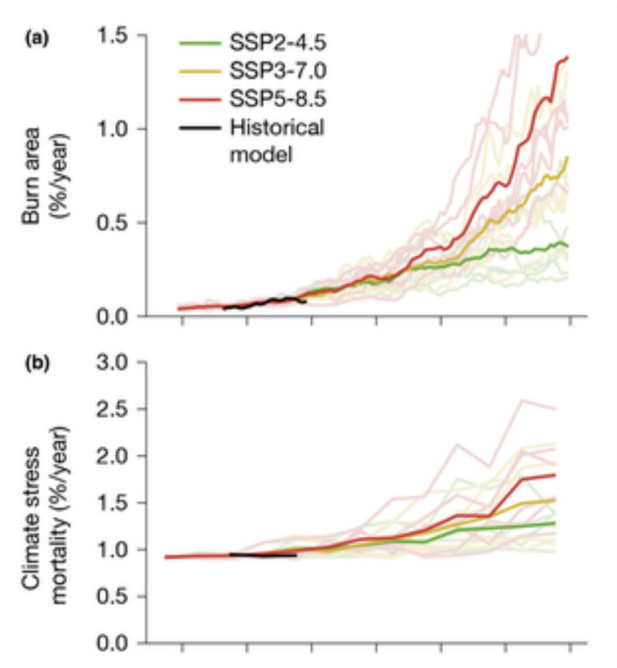 (a)
1.5
1.0
0.5
0.0
Burn area
(%/year)
SSP2-4.5
SSP3-7.0
SSP5-8.5
Historical
model
(b)
3.0
2.5
2.0
1.5
1.0
0.5
0.0
Climate stress
mortality (%/year)